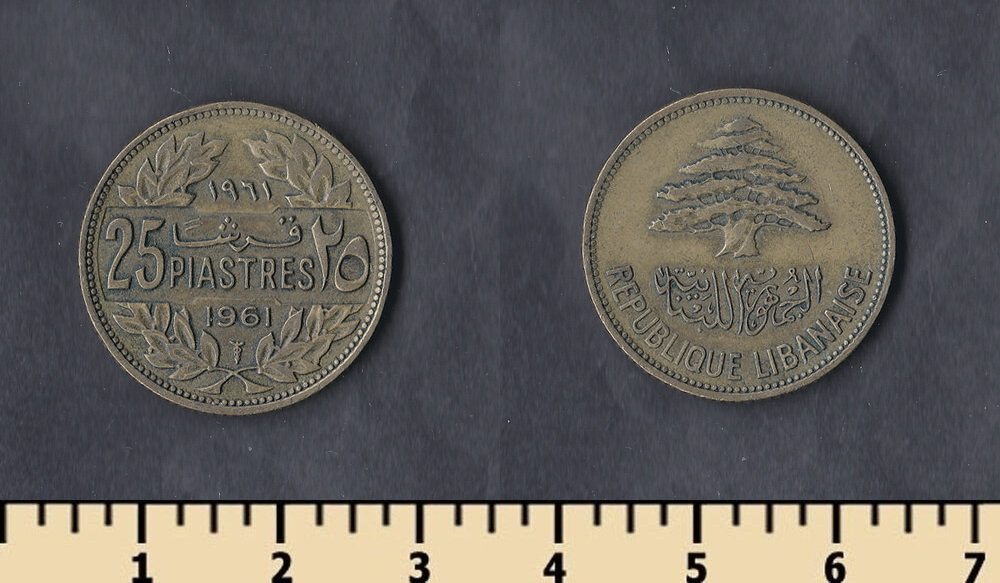 ١٩٦١
25 قرشا ٢٥
PIASTRES
1961
الجمهورية اللبنانية
REPUBLIQUE LIBANAISE
1 2 3 4 5 6 7